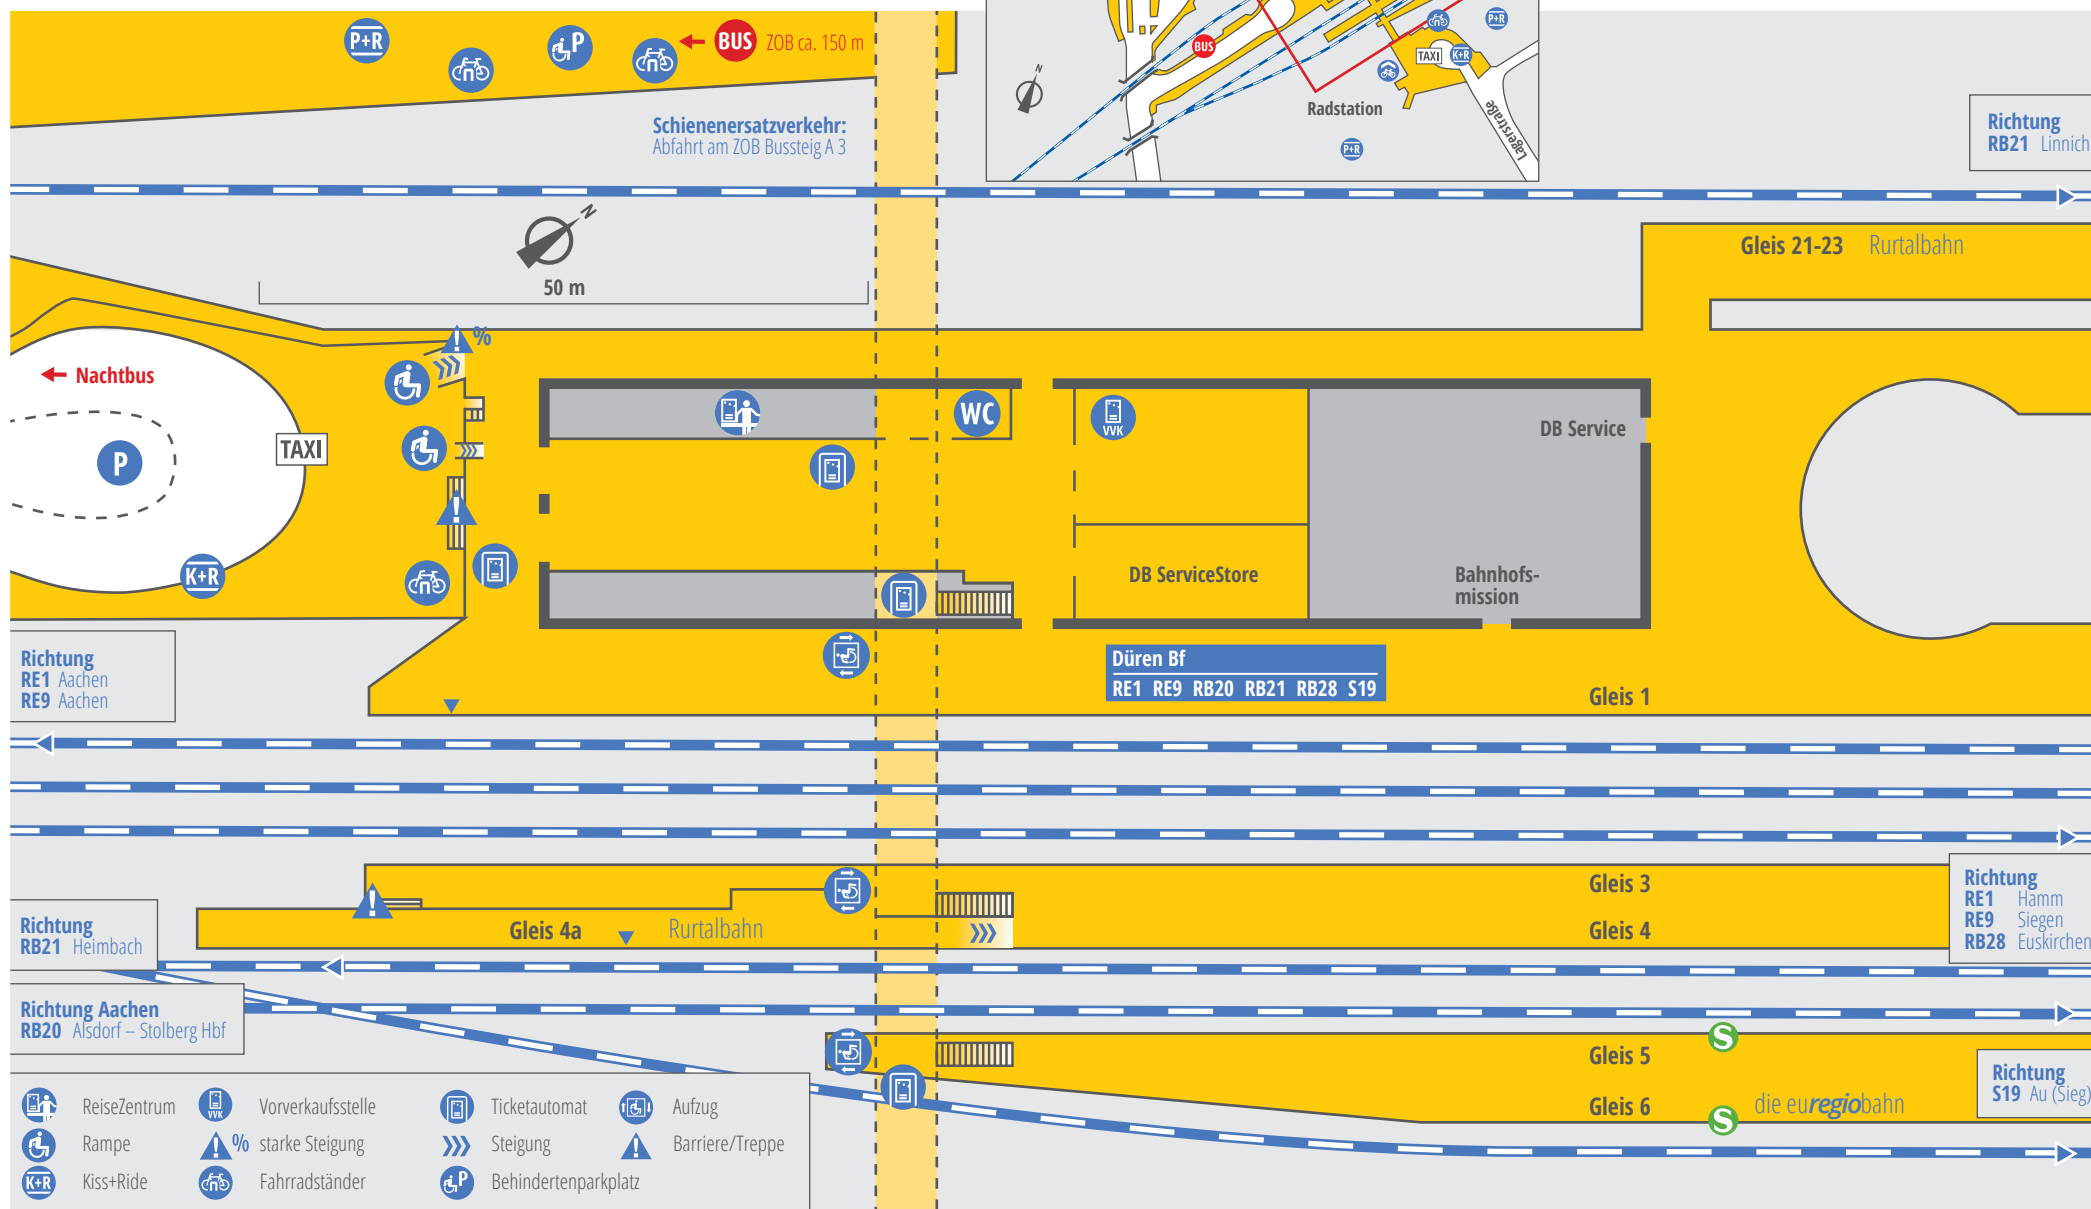 P+R
P
BUS ZOB ca. 150 m
Schienenersatzverkehr:
Abfahrt am ZOB Bussteig A 3
BUS
P+R
TAXI
K+R
N
Radstation
Lagerstraße
P+R
Richtung
RB21 Linnich
N
50 m
Gleis 21-23 Rurtalbahn
%
Nachtbus
P
TAXI
K+R
WC
VVK
DB Service
DB ServiceStore
Bahnhofs-
mission
Richtung
RE1 Aachen
RE9 Aachen
Düren Bf
RE1 RE9 RB20 RB21 RB28 S19
Gleis 1
Gleis 3
Gleis 4a Rurtalbahn
Gleis 4
Richtung
RE1 Hamm
RE9 Siegen
RB28 Euskirchen
Richtung
RB21 Heimbach
Richtung Aachen
RB20 Alsdorf – Stolberg Hbf
Gleis 5
S
Gleis 6
S
die euregiobahn
Richtung
S19 Au (Sieg)
ReiseZentrum
VVK Vorverkaufsstelle
Ticketautomat
Aufzug
Rampe
% starke Steigung
Steigung
Barriere/Treppe
K+R Kiss+Ride
Fahrradständer
P Behindertenparkplatz